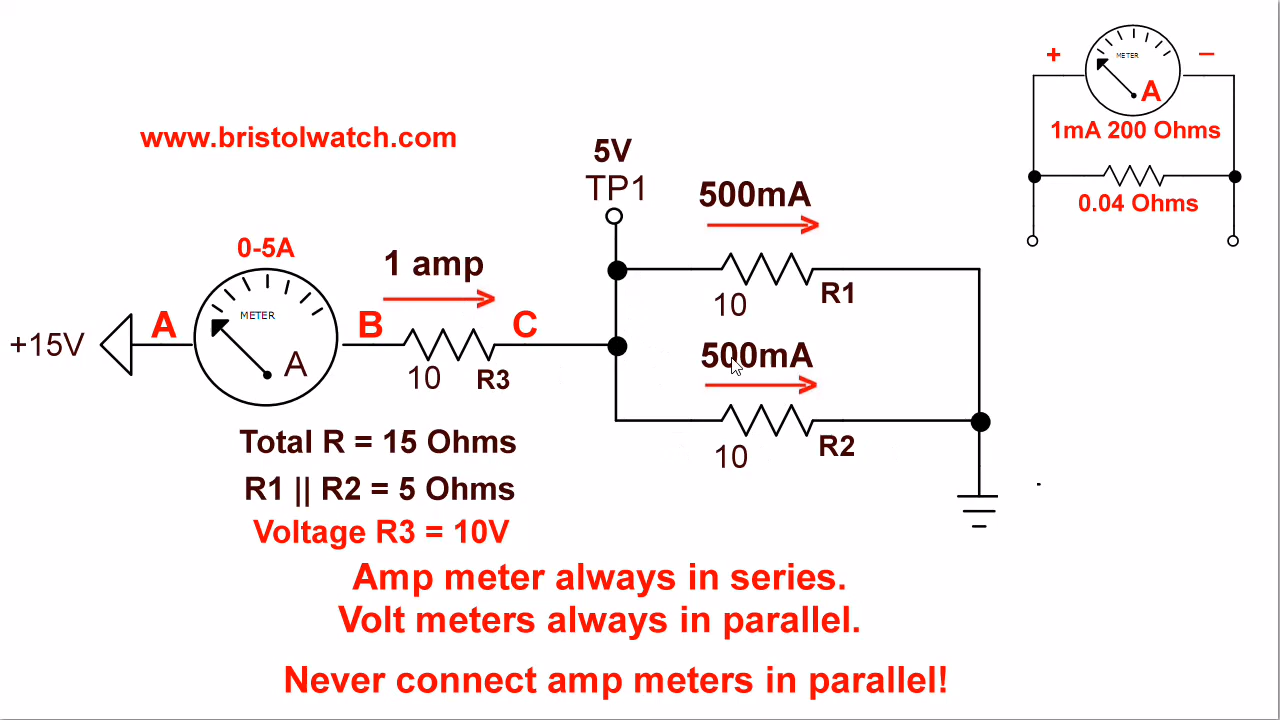 + −
METER
A
1mA 200 Ohms
0.04 Ohms
www.bristolwatch.com
5V
TP1
500mA
0-5A
1 amp
10 R1
+15V A METER A B C
10 R3
500mA
10 R2
Total R = 15 Ohms
R1 || R2 = 5 Ohms
Voltage R3 = 10V
Amp meter always in series.
Volt meters always in parallel.
Never connect amp meters in parallel!